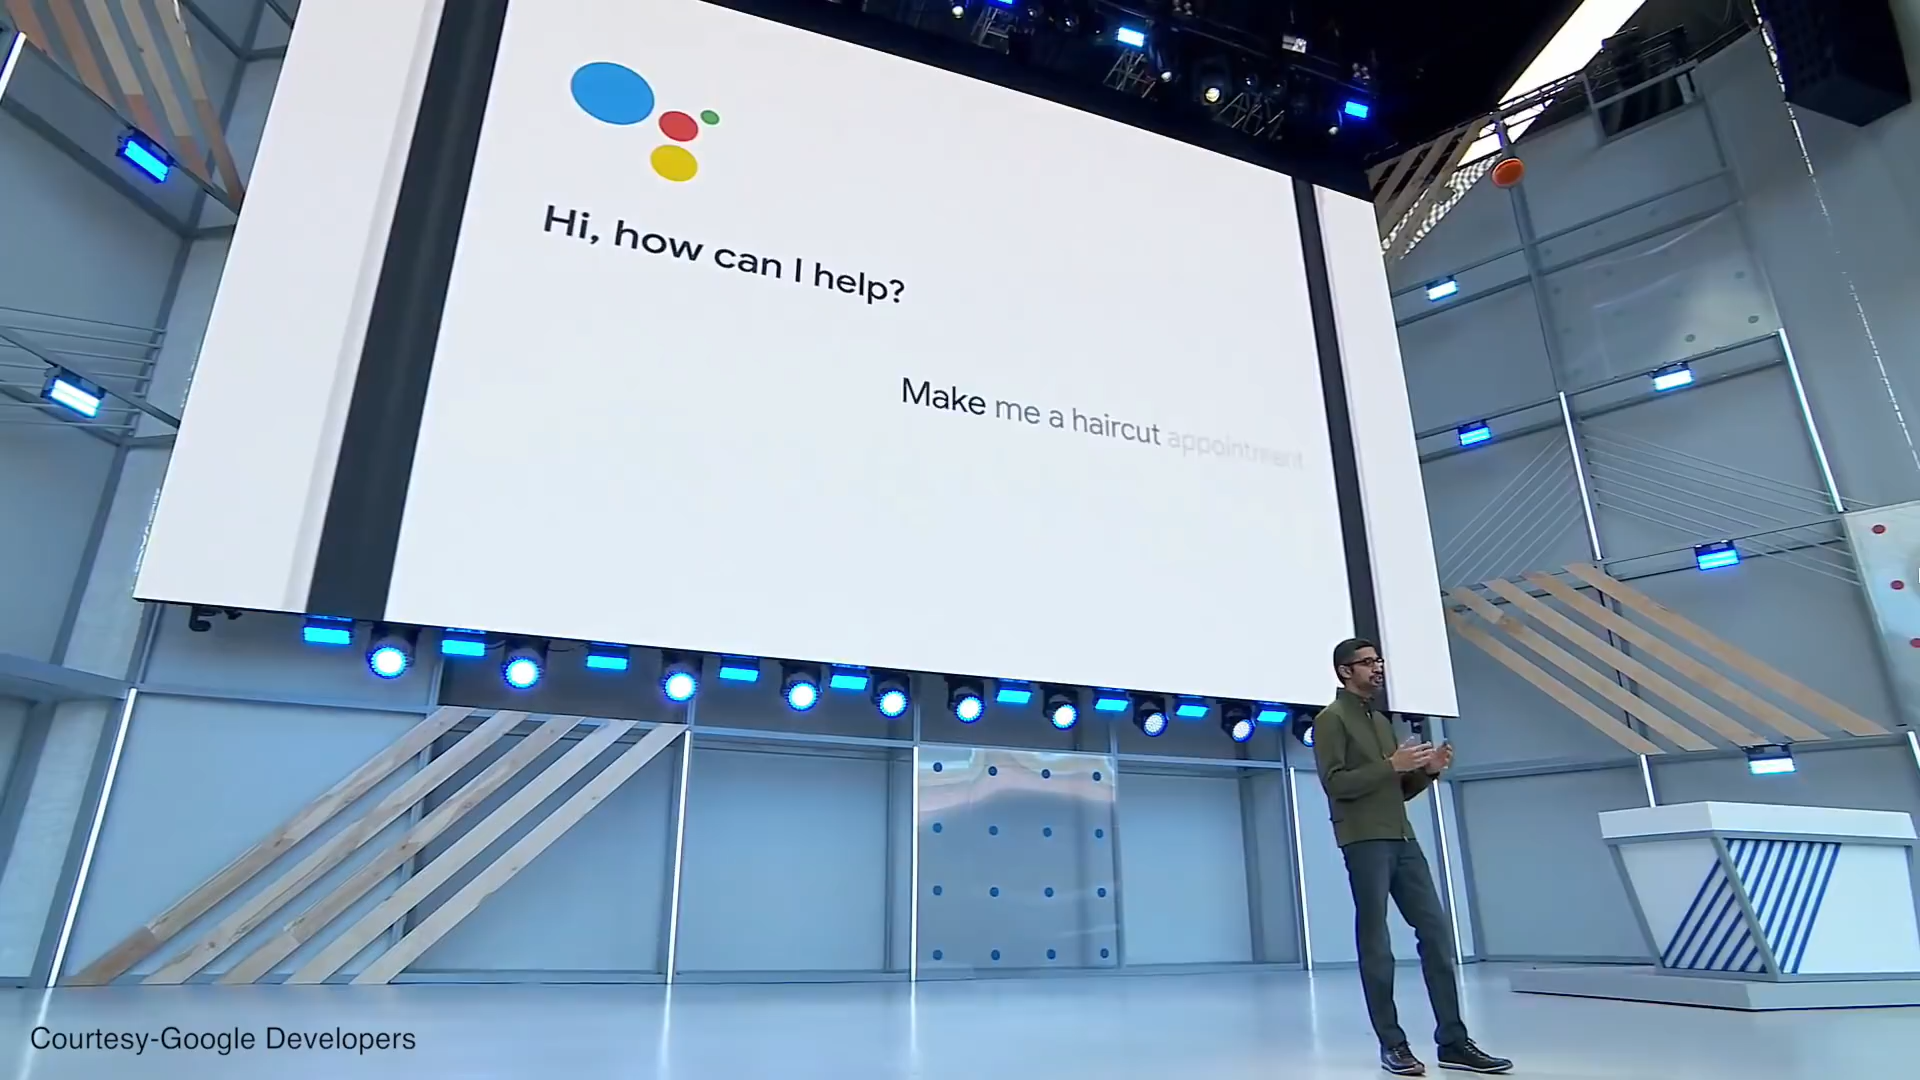 Hi, how can I help?
Make me a haircut appointment
Courtesy-Google Developers